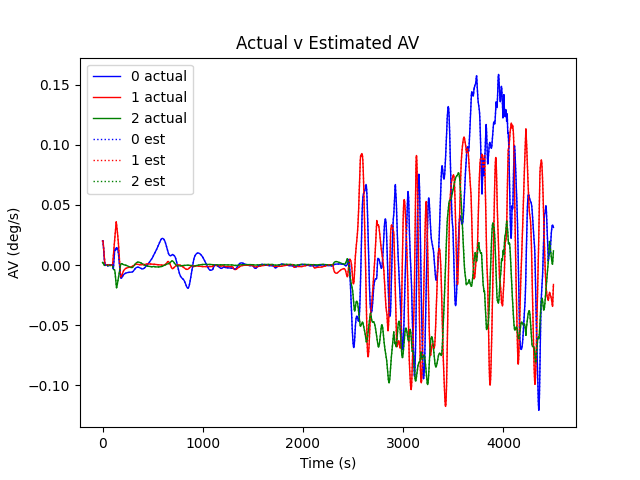 Actual v Estimated AV
0 actual
1 actual
2 actual
0 est
1 est
2 est
0.15
0.10
0.05
0.00
−0.05
−0.10
AV (deg/s)
0 1000 2000 3000 4000
Time (s)